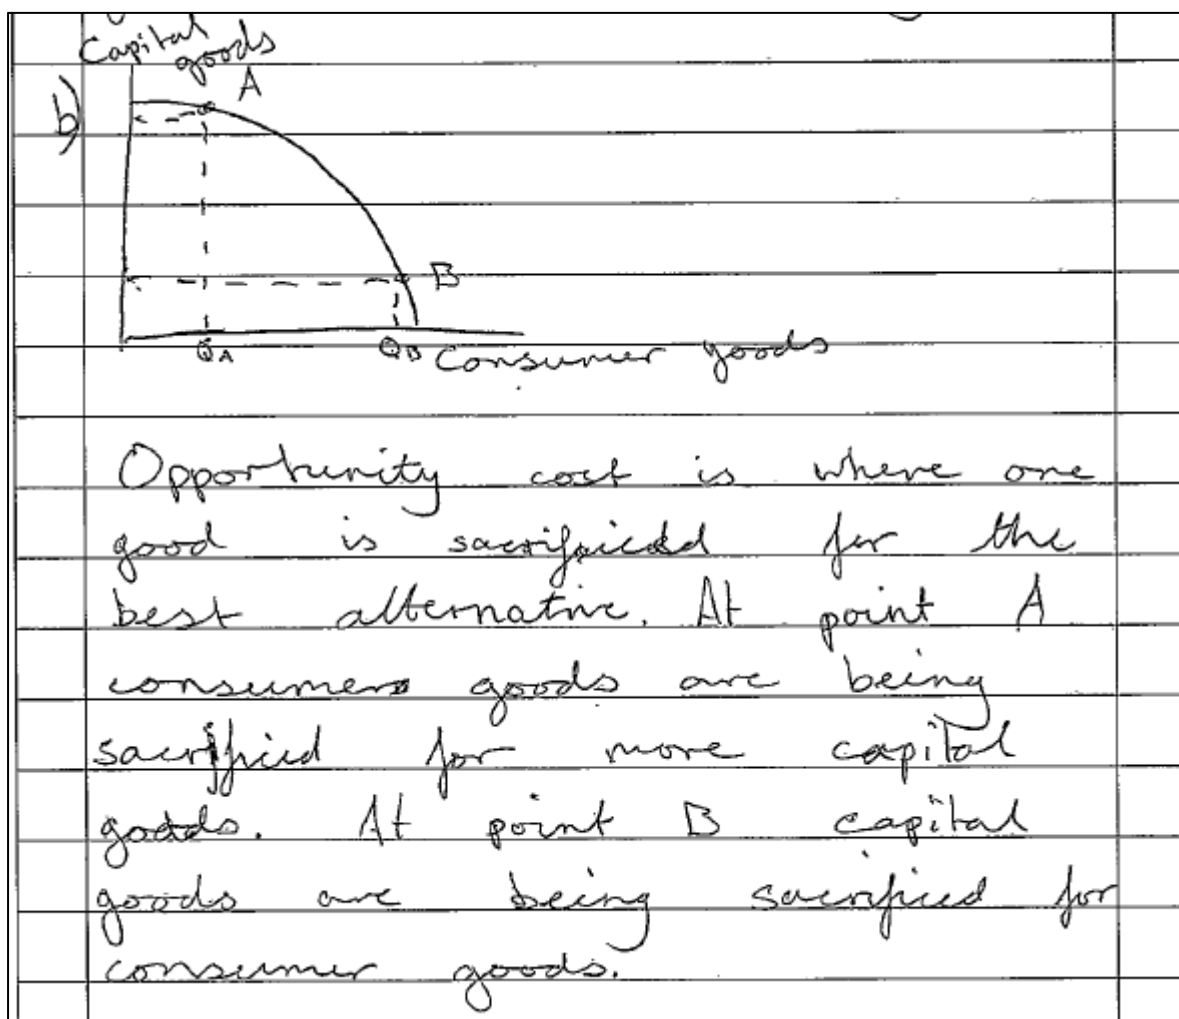 Capital
goods
b)
A
B
QA
QB
Consumer goods
Opportunity cost is where one
good is sacrificed for the
best alternative. At point A
consumer goods are being
sacrificed for more capital
goods. At point B capital
goods are being sacrificed for
consumer goods.